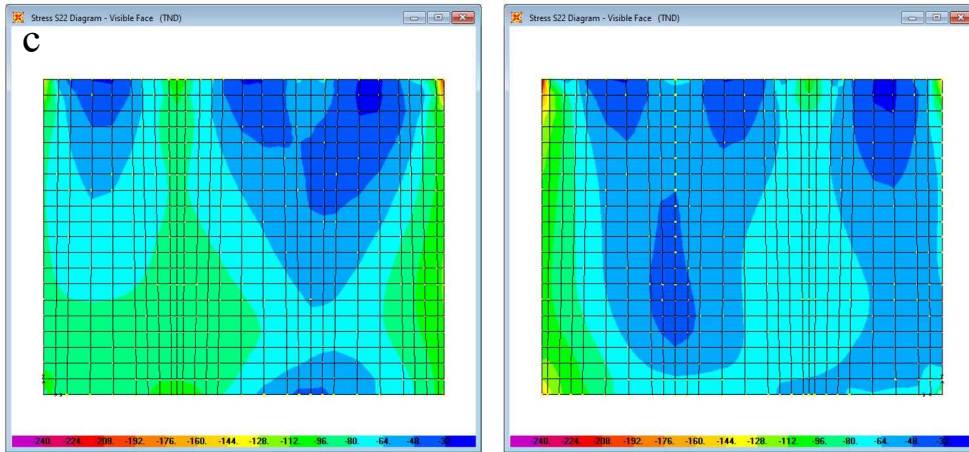 Stress S22 Diagram - Visible Face (TND)
c
-240. -224. -208. -192. -176. -160. -144. -128. -112. -96. -80. -64. -48. -32.
Stress S22 Diagram - Visible Face (TND)
-240. -224. -208. -192. -176. -160. -144. -128. -112. -96. -80. -64. -48. -32.